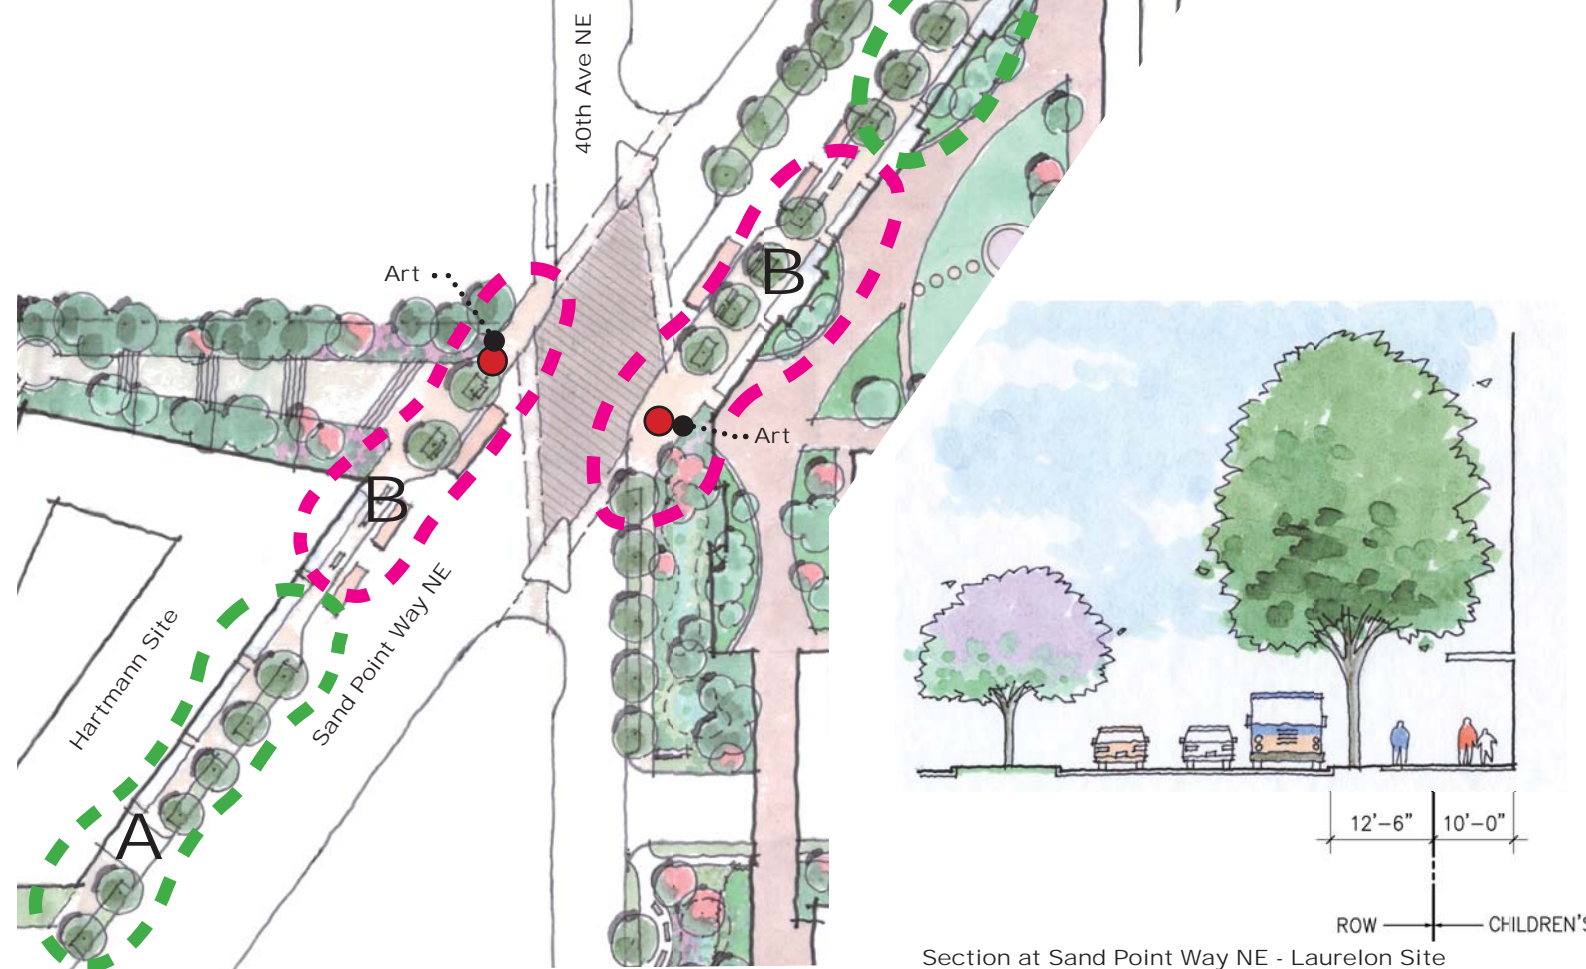 40th Ave NE
Art
B
Art
B
Hartmann Site
Sand Point Way NE
A
12’-6” 10’-0”
ROW CHILDREN’S
Section at Sand Point Way NE - Laurelon Site